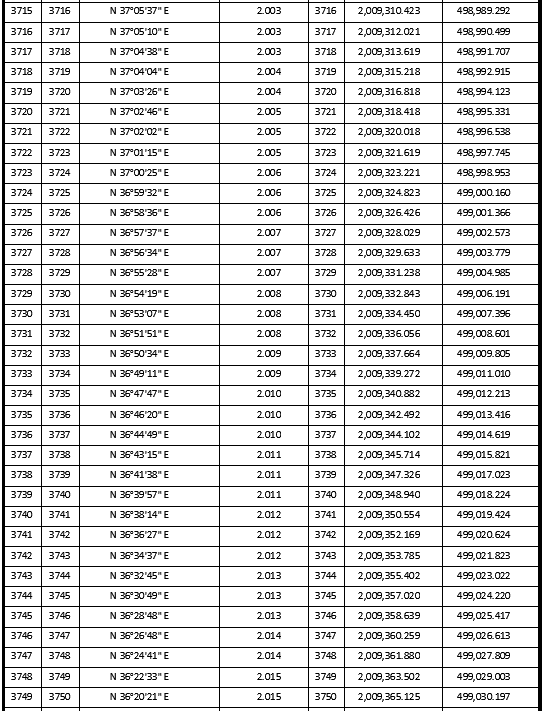 3715 3716 N 37°05'37" E 2.003 3716 2,009,310.423 498,989.292
3716 3717 N 37°05'10" E 2.003 3717 2,009,312.021 498,990.499
3717 3718 N 37°04'38" E 2.003 3718 2,009,313.619 498,991.707
3718 3719 N 37°04'04" E 2.004 3719 2,009,315.218 498,992.915
3719 3720 N 37°03'26" E 2.004 3720 2,009,316.818 498,994.123
3720 3721 N 37°02'46" E 2.005 3721 2,009,318.418 498,995.331
3721 3722 N 37°02'02" E 2.005 3722 2,009,320.018 498,996.538
3722 3723 N 37°01'15" E 2.005 3723 2,009,321.619 498,997.745
3723 3724 N 37°00'25" E 2.006 3724 2,009,323.221 498,998.953
3724 3725 N 36°59'32" E 2.006 3725 2,009,324.823 499,000.160
3725 3726 N 36°58'36" E 2.006 3726 2,009,326.426 499,001.366
3726 3727 N 36°57'37" E 2.007 3727 2,009,328.029 499,002.573
3727 3728 N 36°56'34" E 2.007 3728 2,009,329.633 499,003.779
3728 3729 N 36°55'28" E 2.007 3729 2,009,331.238 499,004.985
3729 3730 N 36°54'19" E 2.008 3730 2,009,332.843 499,006.191
3730 3731 N 36°53'07" E 2.008 3731 2,009,334.450 499,007.396
3731 3732 N 36°51'51" E 2.008 3732 2,009,336.056 499,008.601
3732 3733 N 36°50'34" E 2.009 3733 2,009,337.664 499,009.805
3733 3734 N 36°49'11" E 2.009 3734 2,009,339.272 499,011.010
3734 3735 N 36°47'47" E 2.010 3735 2,009,340.882 499,012.213
3735 3736 N 36°46'20" E 2.010 3736 2,009,342.492 499,013.416
3736 3737 N 36°44'49" E 2.010 3737 2,009,344.102 499,014.619
3737 3738 N 36°43'15" E 2.011 3738 2,009,345.714 499,015.821
3738 3739 N 36°41'38" E 2.011 3739 2,009,347.326 499,017.023
3739 3740 N 36°39'57" E 2.011 3740 2,009,348.940 499,018.224
3740 3741 N 36°38'14" E 2.012 3741 2,009,350.554 499,019.424
3741 3742 N 36°36'27" E 2.012 3742 2,009,352.169 499,020.624
3742 3743 N 36°34'37" E 2.012 3743 2,009,353.785 499,021.823
3743 3744 N 36°32'45" E 2.013 3744 2,009,355.402 499,023.022
3744 3745 N 36°30'49" E 2.013 3745 2,009,357.020 499,024.220
3745 3746 N 36°28'48" E 2.013 3746 2,009,358.639 499,025.417
3746 3747 N 36°26'48" E 2.014 3747 2,009,360.259 499,026.613
3747 3748 N 36°24'41" E 2.014 3748 2,009,361.880 499,027.809
3748 3749 N 36°22'33" E 2.015 3749 2,009,363.502 499,029.003
3749 3750 N 36°20'21" E 2.015 3750 2,009,365.125 499,030.197